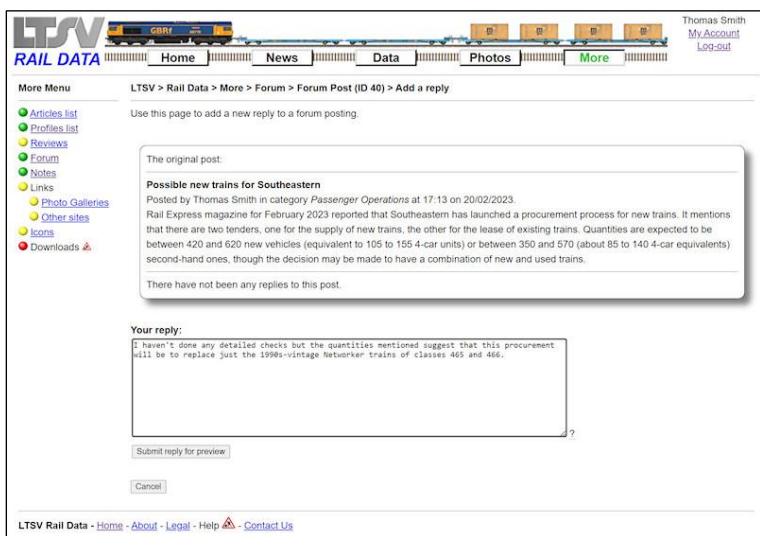 LTSV
RAIL DATA
GBRf
Home
News
Data
Photos
More
Thomas Smith
My Account
Log-out
More Menu
Articles list
Profiles list
Reviews
Forum
Notes
Links
Photo Galleries
Other sites
Icons
Downloads
LTSV > Rail Data > More > Forum > Forum Post (ID 40) > Add a reply
Use this page to add a new reply to a forum posting.
The original post:
Possible new trains for Southeastern
Posted by Thomas Smith in category Passenger Operations at 17:13 on 20/02/2023.
Rail Express magazine for February 2023 reported that Southeastern has launched a procurement process for new trains. It mentions
that there are two tenders, one for the supply of new trains, the other for the lease of existing trains. Quantities are expected to be
between 420 and 620 new vehicles (equivalent to 105 to 155 4-car units) or between 350 and 570 (about 85 to 140 4-car equivalents)
second-hand ones, though the decision may be made to have a combination of new and used trains.
There have not been any replies to this post.
Your reply:
I haven't done any detailed checks but the quantities mentioned suggest that this procurement
will be to replace just the 1990s-vintage Networker trains of classes 465 and 466.
?
Submit reply for preview
Cancel
LTSV Rail Data - Home - About - Legal - Help - Contact Us